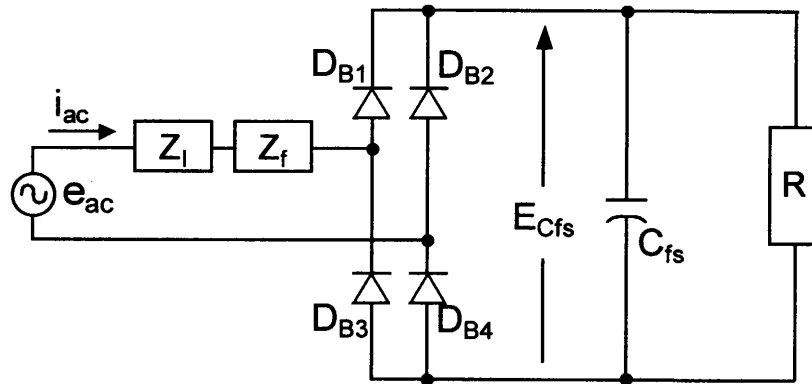 D_B1
D_B2
i_ac
Z_l
Z_f
R
e_ac
E_Cfs
C_fs
D_B3
D_B4